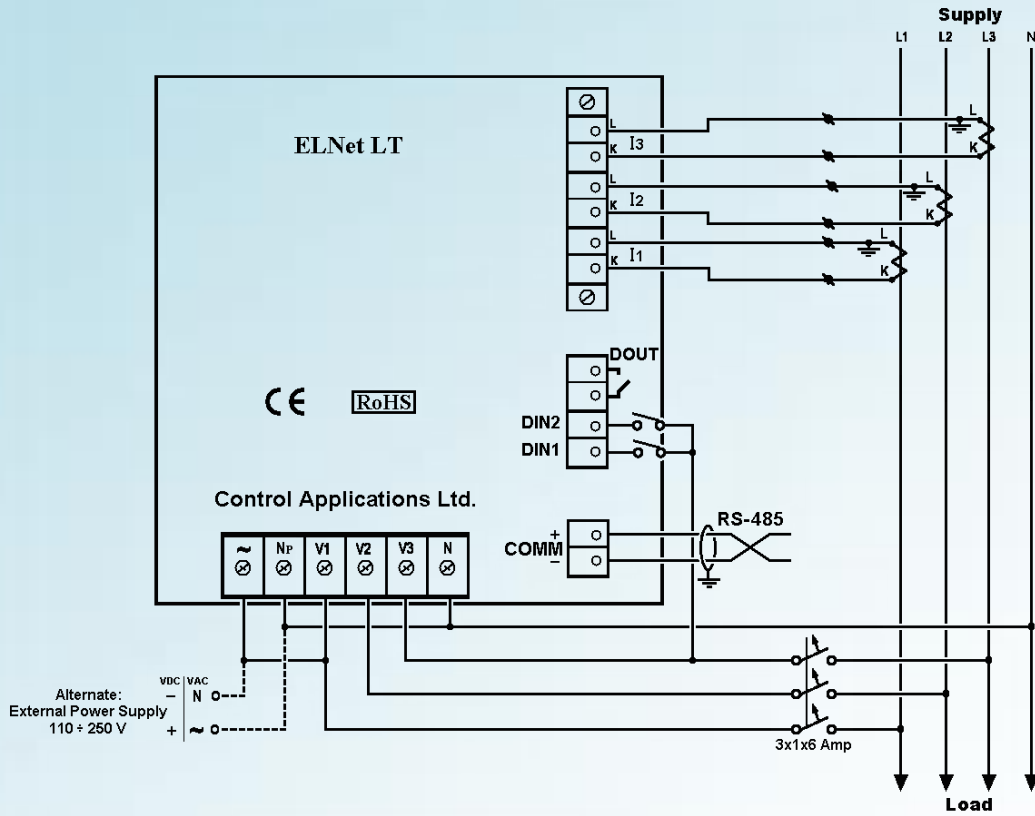 Supply
L1 L2 L3 N
ELNet LT
L
K
I3
L
K
L
K
I2
L
K
L
K
I1
L
K
DOUT
DIN2
DIN1
CE RoHS
Control Applications Ltd.
RS-485
+
COMM
−
~ NP V1 V2 V3 N
VDC VAC
Alternate:
External Power Supply
110 ÷ 250 V
− N
+ ~
3x1x6 Amp
Load